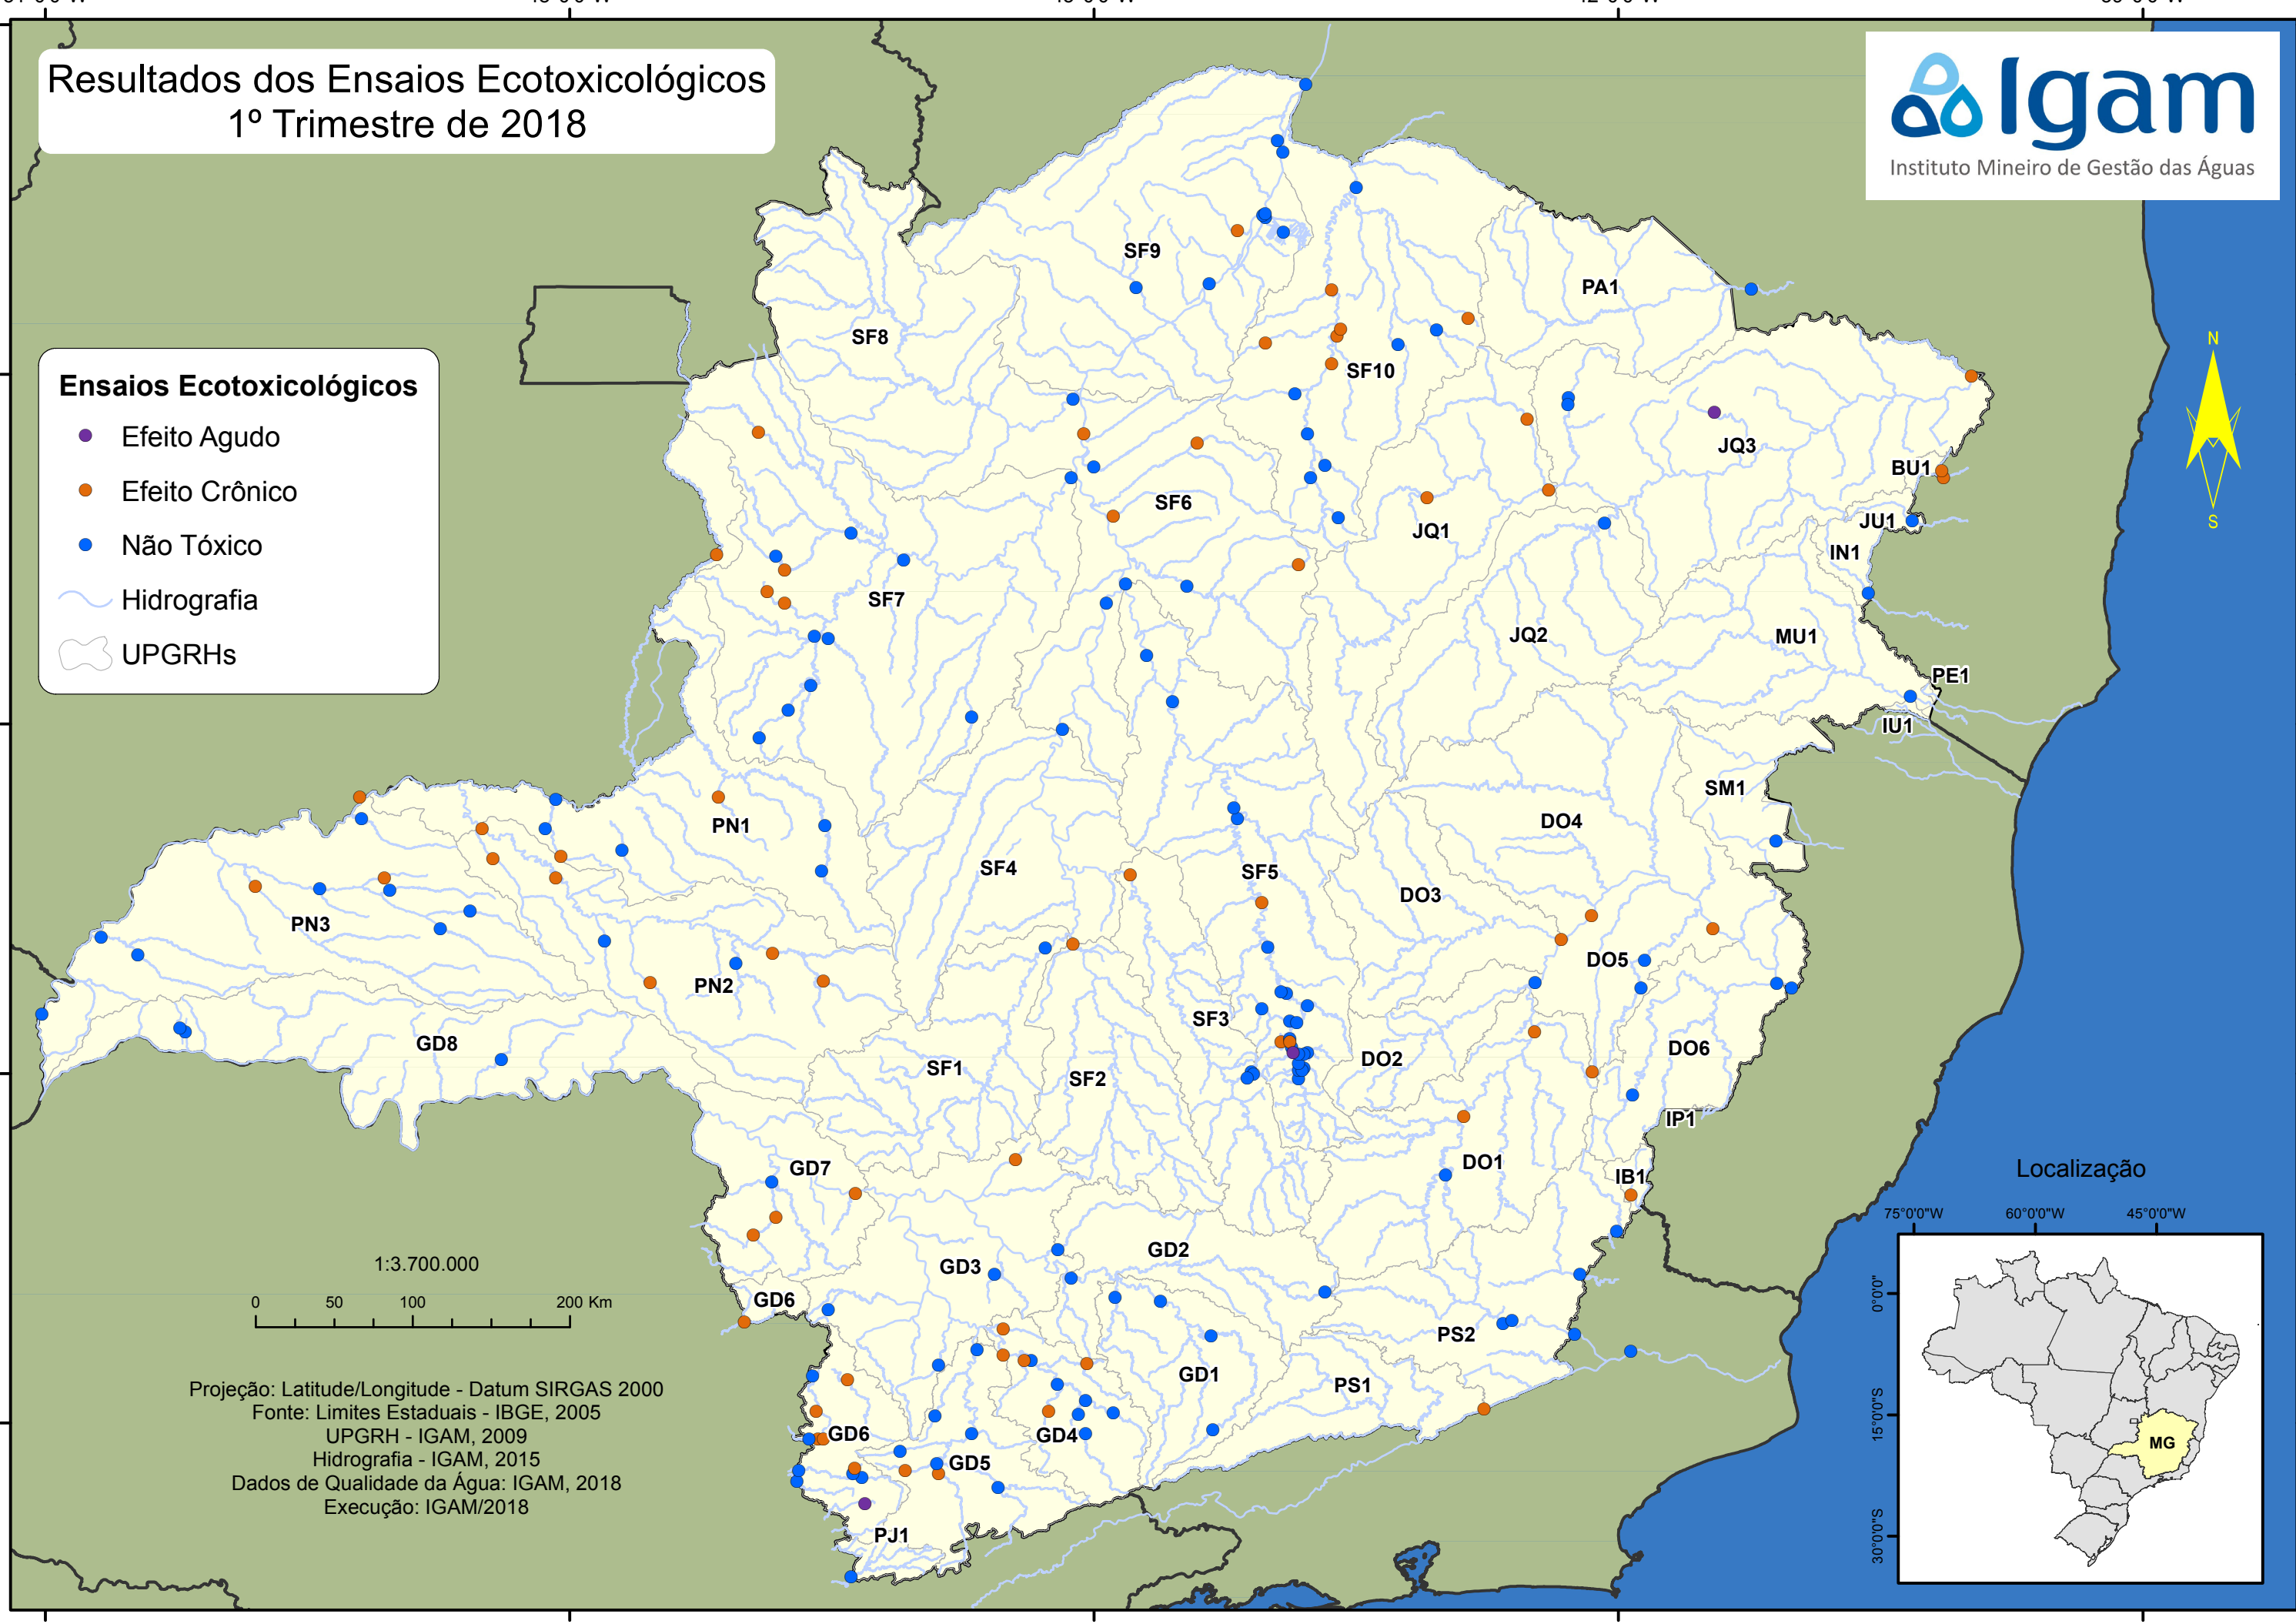 Resultados dos Ensaios Ecotoxicológicos
1º Trimestre de 2018
Igam
Instituto Mineiro de Gestão das Águas
Ensaios Ecotoxicológicos
Efeito Agudo
Efeito Crônico
Não Tóxico
Hidrografia
UPGRHs
N
S
SF9
PA1
SF8
SF10
JQ3
BU1
SF6
JU1
JQ1
IN1
SF7
JQ2
MU1
PE1
IU1
SM1
PN1
DO4
SF4
SF5
DO3
PN3
DO5
PN2
SF3
GD8
DO6
DO2
SF1
SF2
IP1
DO1
GD7
IB1
GD2
GD3
GD6
PS2
GD1
PS1
GD6
GD4
GD5
PJ1
1:3.700.000
0 50 100 200 Km
Projeção: Latitude/Longitude - Datum SIRGAS 2000
Fonte: Limites Estaduais - IBGE, 2005
UPGRH - IGAM, 2009
Hidrografia - IGAM, 2015
Dados de Qualidade da Água: IGAM, 2018
Execução: IGAM/2018
Localização
75°0'0"W 60°0'0"W 45°0'0"W
0°0'0"
15°0'0"S
30°0'0"S
MG